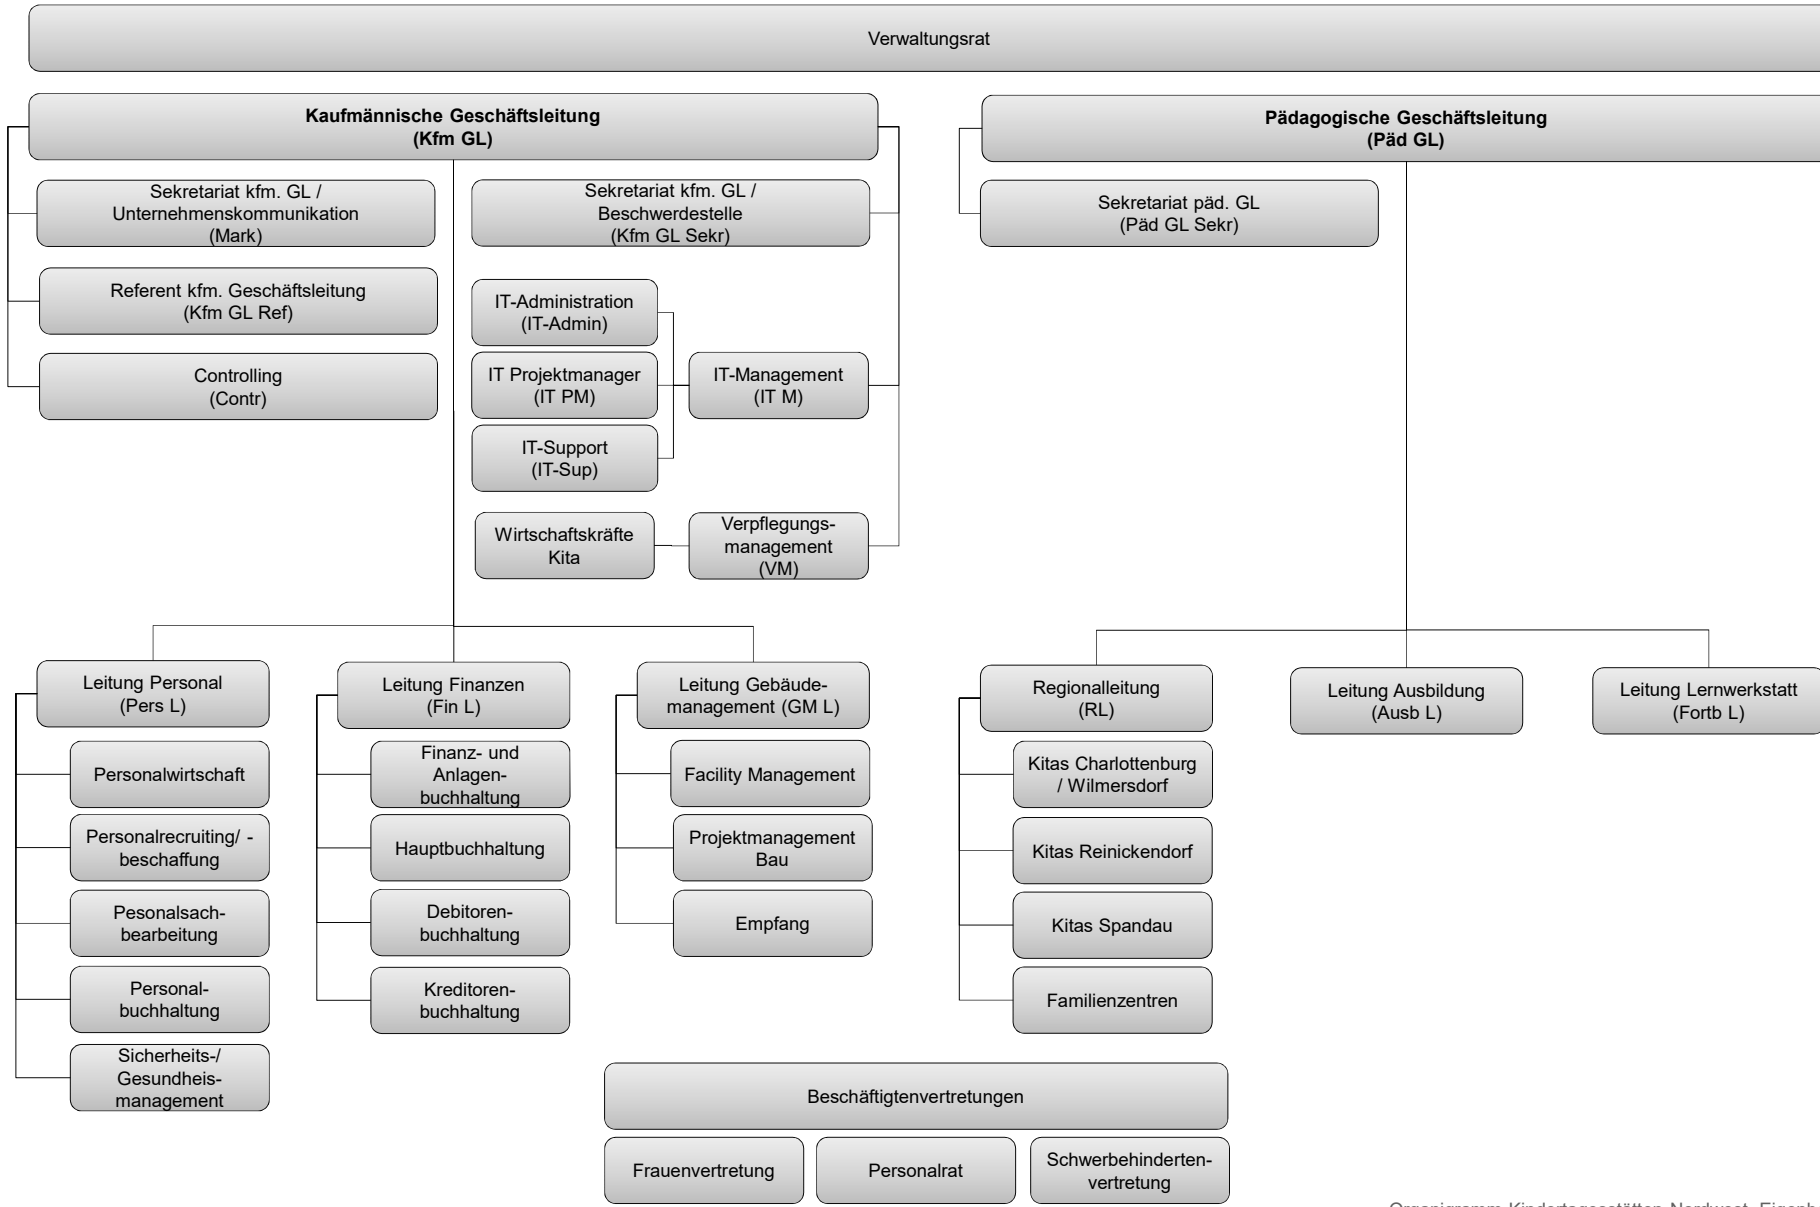 Verwaltungsrat
Kaufmännische Geschäftsleitung
(Kfm GL)
Pädagogische Geschäftsleitung
(Päd GL)
Sekretariat kfm. GL /
Unternehmenskommunikation
(Mark)
Sekretariat kfm. GL /
Beschwerdestelle
(Kfm GL Sekr)
Sekretariat päd. GL
(Päd GL Sekr)
Referent kfm. Geschäftsleitung
(Kfm GL Ref)
Controlling
(Contr)
IT-Administration
(IT-Admin)
IT Projektmanager
(IT PM)
IT-Management
(IT M)
IT-Support
(IT-Sup)
Wirtschaftskräfte
Kita
Verpflegungs-
management
(VM)
Leitung Personal
(Pers L)
Personalwirtschaft
Personalrecruiting/ -
beschaffung
Pesonalsach-
bearbeitung
Personal-
buchhaltung
Sicherheits-/
Gesundheis-
management
Leitung Finanzen
(Fin L)
Finanz- und
Anlagen-
buchhaltung
Hauptbuchhaltung
Debitoren-
buchhaltung
Kreditoren-
buchhaltung
Leitung Gebäude-
management (GM L)
Facility Management
Projektmanagement
Bau
Empfang
Regionalleitung
(RL)
Kitas Charlottenburg
/ Wilmersdorf
Kitas Reinickendorf
Kitas Spandau
Familienzentren
Leitung Ausbildung
(Ausb L)
Leitung Lernwerkstatt
(Fortb L)
Beschäftigtenvertretungen
Frauenvertretung
Personalrat
Schwerbehinderten-
vertretung